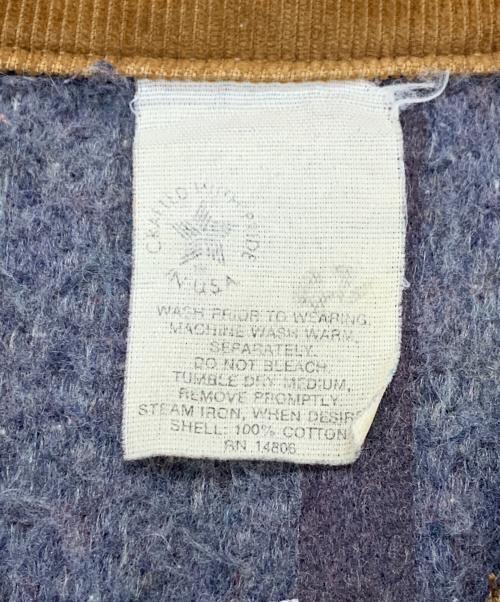 CRAFTED WITH PRIDE
IN USA
WASH PRIOR TO WEARING.
MACHINE WASH WARM,
SEPARATELY.
DO NOT BLEACH.
TUMBLE DRY MEDIUM,
REMOVE PROMPTLY.
STEAM IRON, WHEN DESIRE
SHELL: 100% COTTON
RN 14806